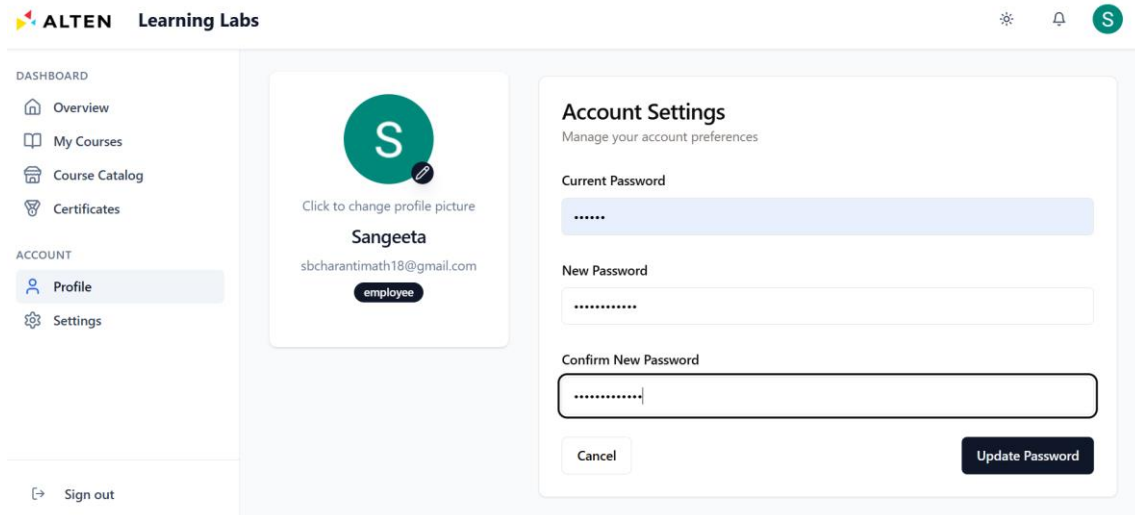 ALTEN Learning Labs
S
DASHBOARD
Overview
My Courses
Course Catalog
Certificates
ACCOUNT
Profile
Settings
Sign out
S
Click to change profile picture
Sangeeta
sbcharantimath18@gmail.com
employee
Account Settings
Manage your account preferences
Current Password
••••••
New Password
••••••••••••
Confirm New Password
•••••••••••••
Cancel
Update Password